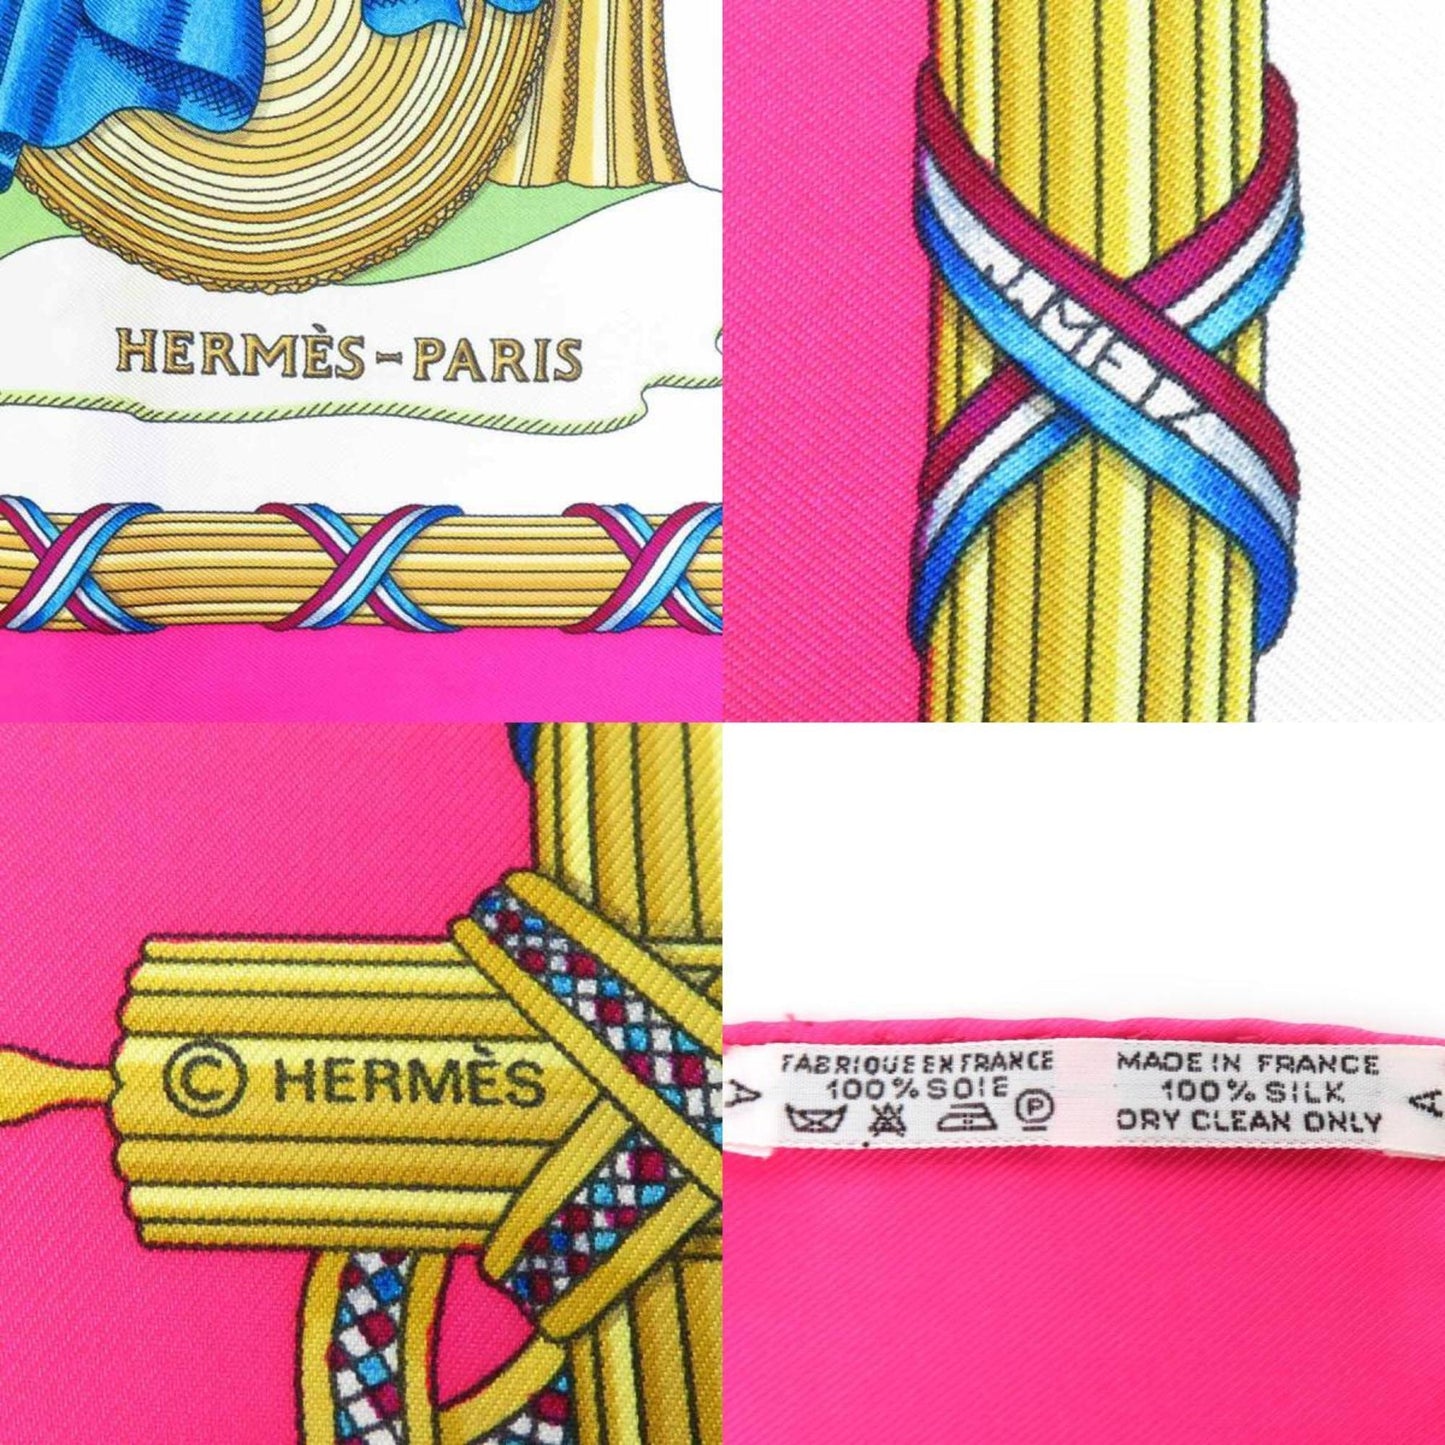 HERMÈS-PARIS
© HERMÈS
FABRIQUE EN FRANCE
100% SOIE
P
MADE IN FRANCE
100% SILK
DRY CLEAN ONLY
A
A